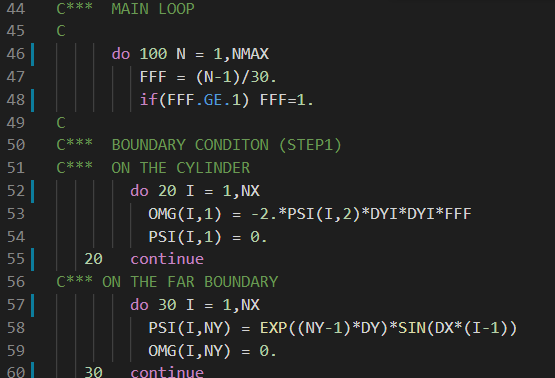 44 C*** MAIN LOOP
45 C
46 do 100 N = 1,NMAX
47 FFF = (N-1)/30.
48 if(FFF.GE.1) FFF=1.
49 C
50 C*** BOUNDARY CONDITON (STEP1)
51 C*** ON THE CYLINDER
52 do 20 I = 1,NX
53 OMG(I,1) = -2.*PSI(I,2)*DYI*DYI*FFF
54 PSI(I,1) = 0.
55 20 continue
56 C*** ON THE FAR BOUNDARY
57 do 30 I = 1,NX
58 PSI(I,NY) = EXP((NY-1)*DY)*SIN(DX*(I-1))
59 OMG(I,NY) = 0.
60 30 continue